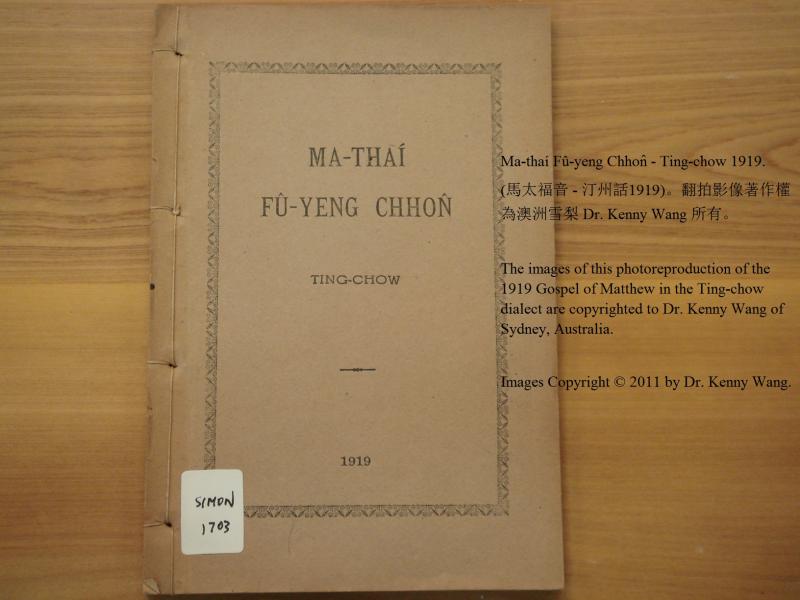 MA-THAÍ
FÛ-YENG CHHOÑ
TING-CHOW
1919
SIMON
1703
Ma-thaí Fû-yeng Chhoñ - Ting-chow 1919.
(馬太福音 - 汀州話1919)。翻拍影像著作權
為澳洲雪梨 Dr. Kenny Wang 所有。
The images of this photoreproduction of the
1919 Gospel of Matthew in the Ting-chow
dialect are copyrighted to Dr. Kenny Wang of
Sydney, Australia.
Images Copyright © 2011 by Dr. Kenny Wang.